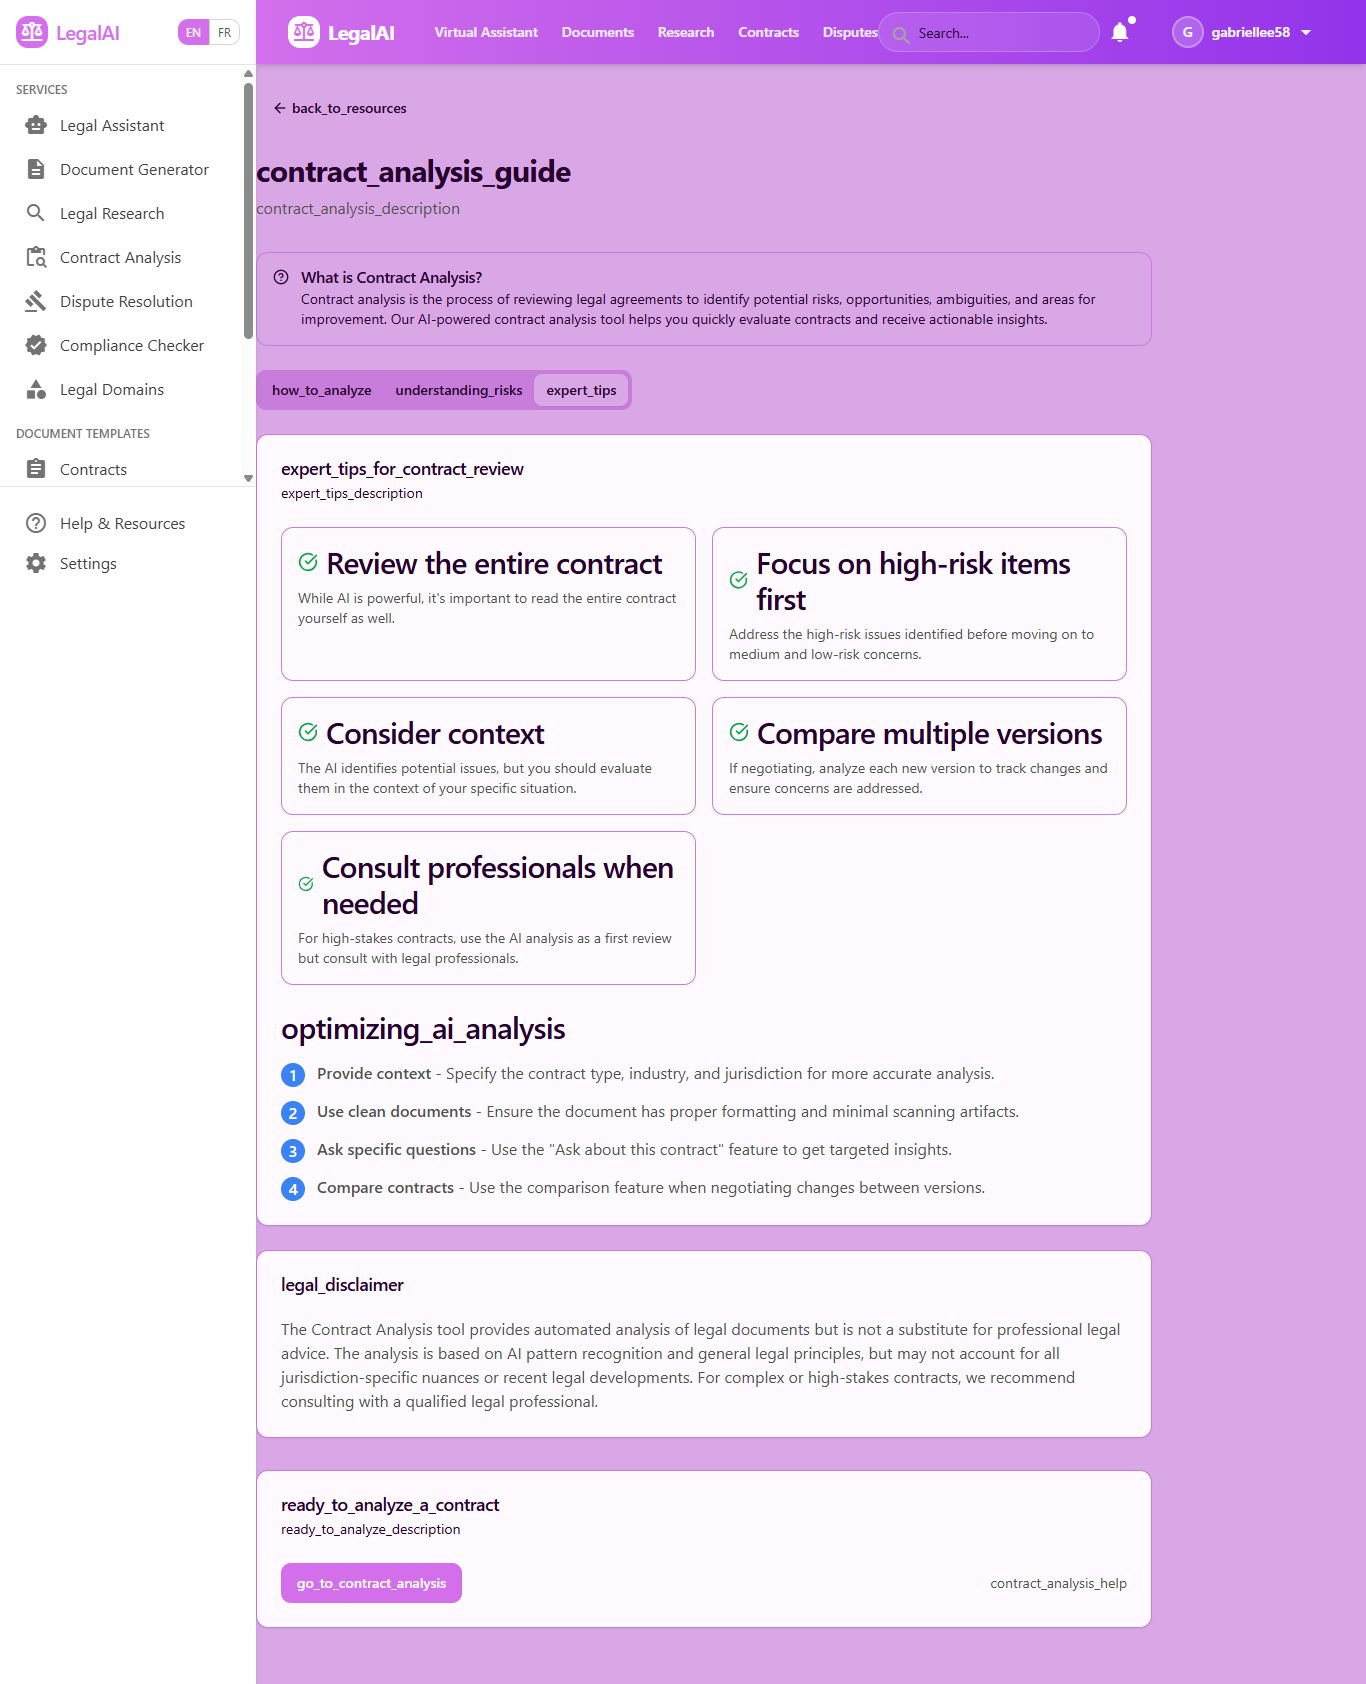 LegalAI
EN FR
SERVICES
Legal Assistant
Document Generator
Legal Research
Contract Analysis
Dispute Resolution
Compliance Checker
Legal Domains
DOCUMENT TEMPLATES
Contracts
Help & Resources
Settings
LegalAI
Virtual Assistant Documents Research Contracts Disputes
Search...
G gabriellee58
back_to_resources
contract_analysis_guide
contract_analysis_description
What is Contract Analysis?
Contract analysis is the process of reviewing legal agreements to identify potential risks, opportunities, ambiguities, and areas for
improvement. Our AI-powered contract analysis tool helps you quickly evaluate contracts and receive actionable insights.
how_to_analyze understanding_risks expert_tips
expert_tips_for_contract_review
expert_tips_description
Review the entire contract
While AI is powerful, it's important to read the entire contract
yourself as well.
Focus on high-risk items
first
Address the high-risk issues identified before moving on to
medium and low-risk concerns.
Consider context
The AI identifies potential issues, but you should evaluate
them in the context of your specific situation.
Compare multiple versions
If negotiating, analyze each new version to track changes and
ensure concerns are addressed.
Consult professionals when
needed
For high-stakes contracts, use the AI analysis as a first review
but consult with legal professionals.
optimizing_ai_analysis
1 Provide context - Specify the contract type, industry, and jurisdiction for more accurate analysis.
2 Use clean documents - Ensure the document has proper formatting and minimal scanning artifacts.
3 Ask specific questions - Use the "Ask about this contract" feature to get targeted insights.
4 Compare contracts - Use the comparison feature when negotiating changes between versions.
legal_disclaimer
The Contract Analysis tool provides automated analysis of legal documents but is not a substitute for professional legal
advice. The analysis is based on AI pattern recognition and general legal principles, but may not account for all
jurisdiction-specific nuances or recent legal developments. For complex or high-stakes contracts, we recommend
consulting with a qualified legal professional.
ready_to_analyze_a_contract
ready_to_analyze_description
go_to_contract_analysis
contract_analysis_help